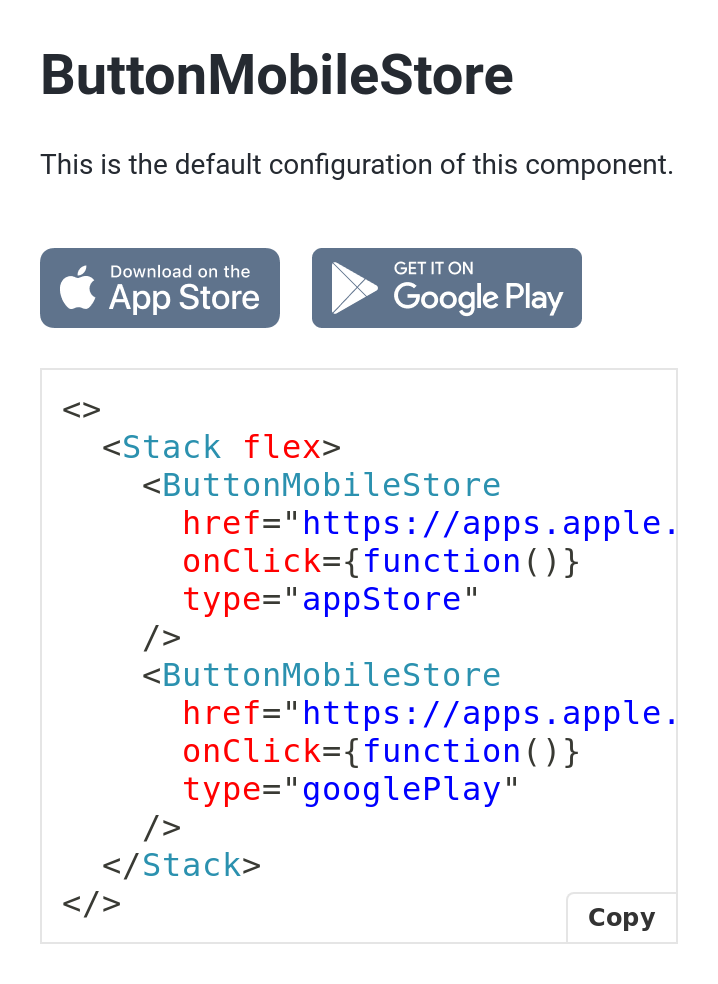 ButtonMobileStore
This is the default configuration of this component.
Download on the
App Store
GET IT ON
Google Play
<>
  <Stack flex>
    <ButtonMobileStore
      href="https://apps.apple.
      onClick={function()}
      type="appStore"
    />
    <ButtonMobileStore
      href="https://apps.apple.
      onClick={function()}
      type="googlePlay"
    />
  </Stack>
</>
Copy